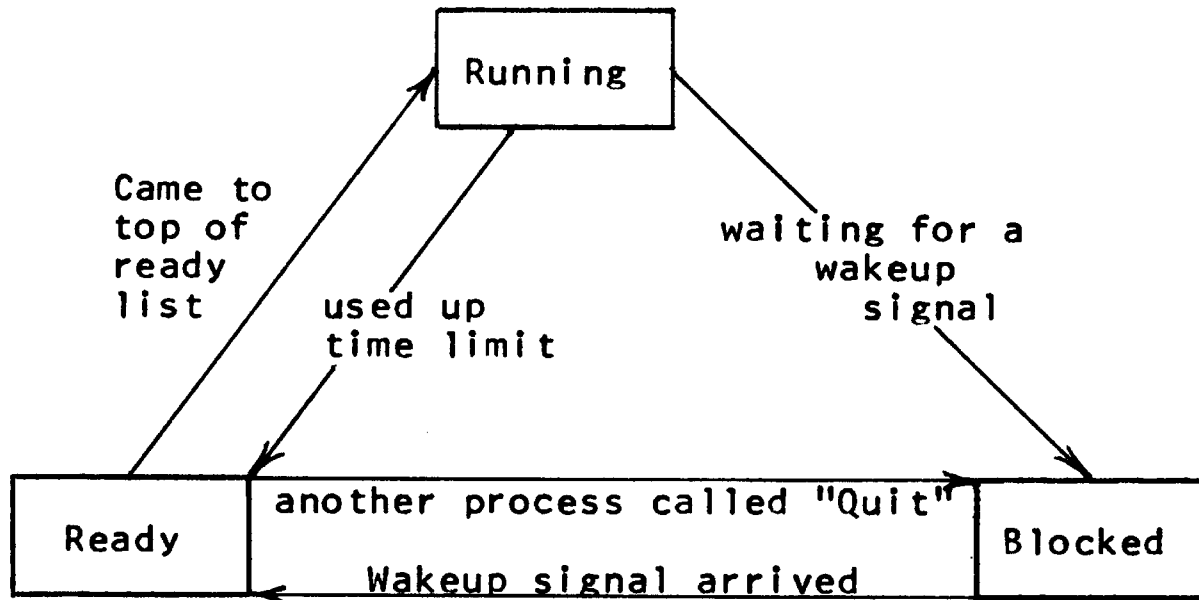 Running
Came to
top of
ready
list
waiting for a
wakeup
signal
used up
time limit
another process called "Quit"
Ready
Blocked
Wakeup signal arrived